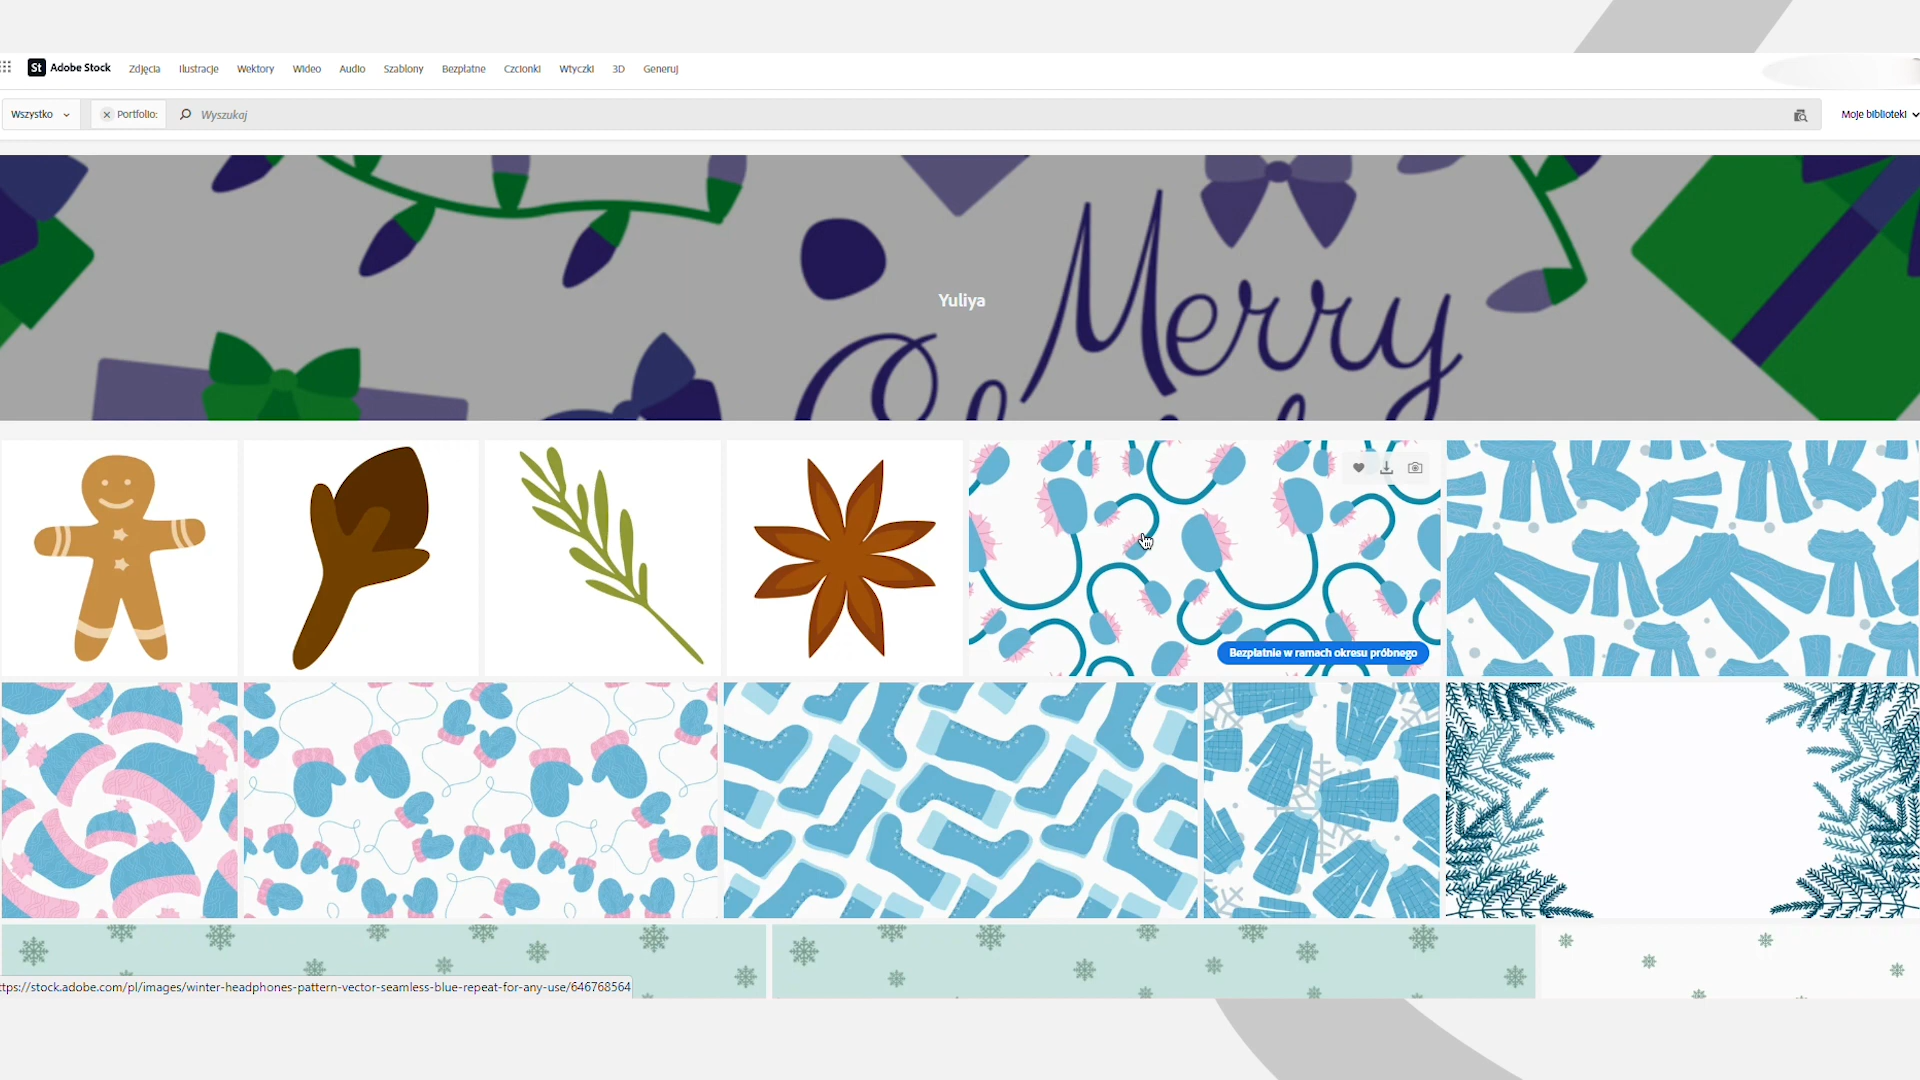 St Adobe Stock Zdjęcia Ilustracje Wektory Wideo Audio Szablony Bezpłatne Czcionki Wtyczki 3D Generuj
Wszystko Portfolio: Wyszukaj Moje biblioteki
Yuliya
Merry
Bezpłatnie w ramach okresu próbnego
ttps://stock.adobe.com/pl/images/winter-headphones-pattern-vector-seamless-blue-repeat-for-any-use/646768564